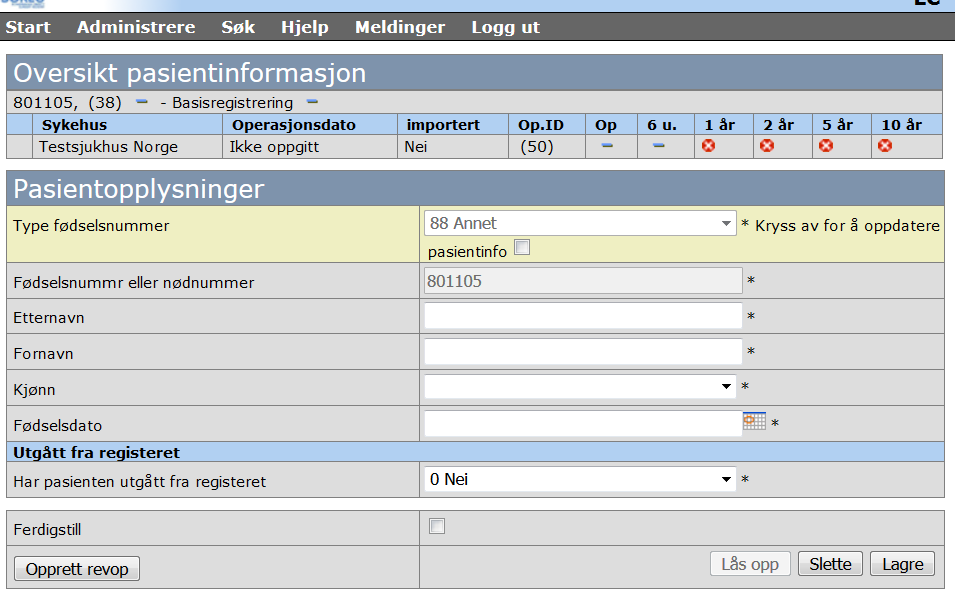 Start Administrere Søk Hjelp Meldinger Logg ut
Oversikt pasientinformasjon
801105, (38) - Basisregistrering
Sykehus Operasjonsdato importert Op.ID Op 6 u. 1 år 2 år 5 år 10 år
Testsjukhus Norge Ikke oppgitt Nei (50)
Pasientopplysninger
Type fødselsnummer 88 Annet * Kryss av for å oppdatere
pasientinfo
Fødselsnummr eller nødnummer 801105 *
Etternavn *
Fornavn *
Kjønn *
Fødselsdato *
Utgått fra registeret
Har pasienten utgått fra registeret 0 Nei *
Ferdigstill
Opprett revop Lås opp Slette Lagre